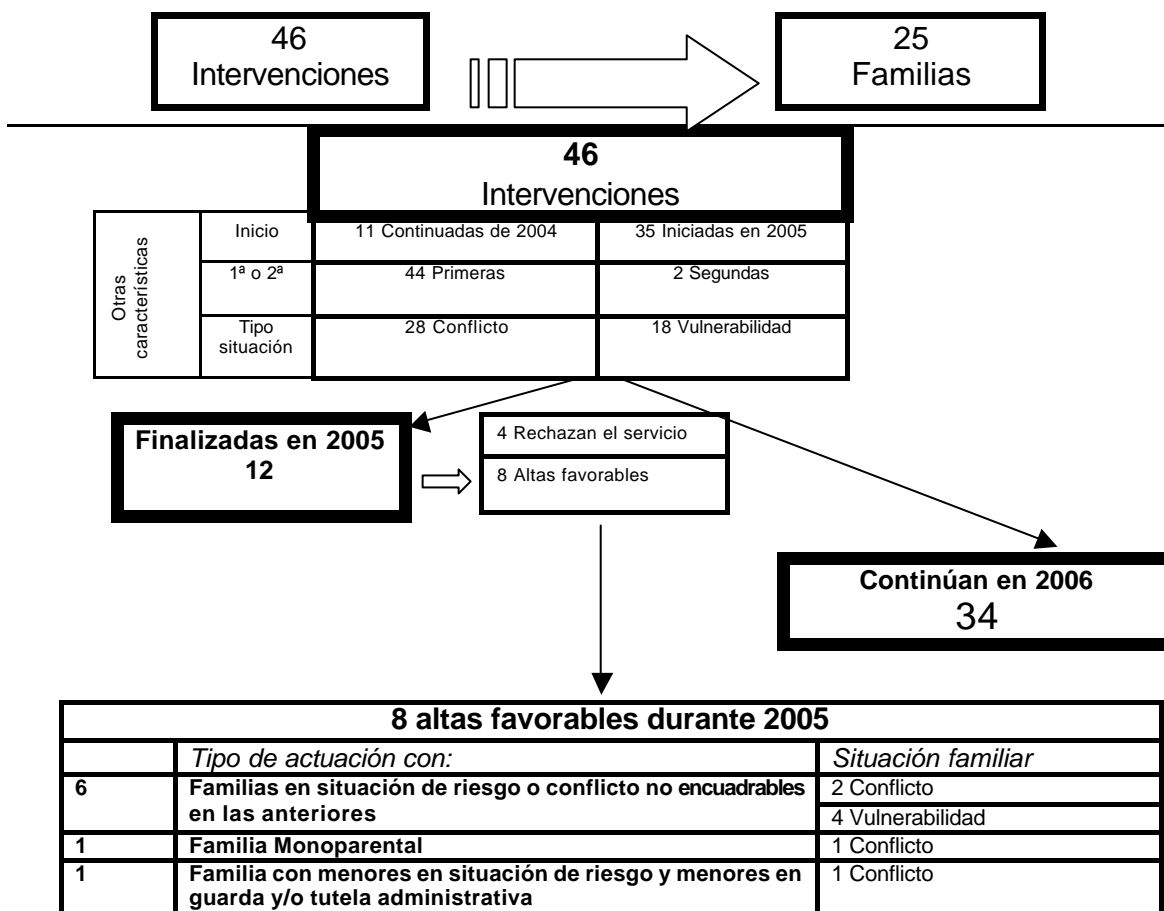 46
Intervenciones
25
Familias
46
Intervenciones
Otras
características
Inicio
11 Continuadas de 2004
35 Iniciadas en 2005
1ª o 2ª
44 Primeras
2 Segundas
Tipo
situación
28 Conflicto
18 Vulnerabilidad
Finalizadas en 2005
12
4 Rechazan el servicio
8 Altas favorables
Continúan en 2006
34
8 altas favorables durante 2005
Tipo de actuación con:
Situación familiar
6
Familias en situación de riesgo o conflicto no encuadrables
en las anteriores
2 Conflicto
4 Vulnerabilidad
1
Familia Monoparental
1 Conflicto
1
Familia con menores en situación de riesgo y menores en
guarda y/o tutela administrativa
1 Conflicto